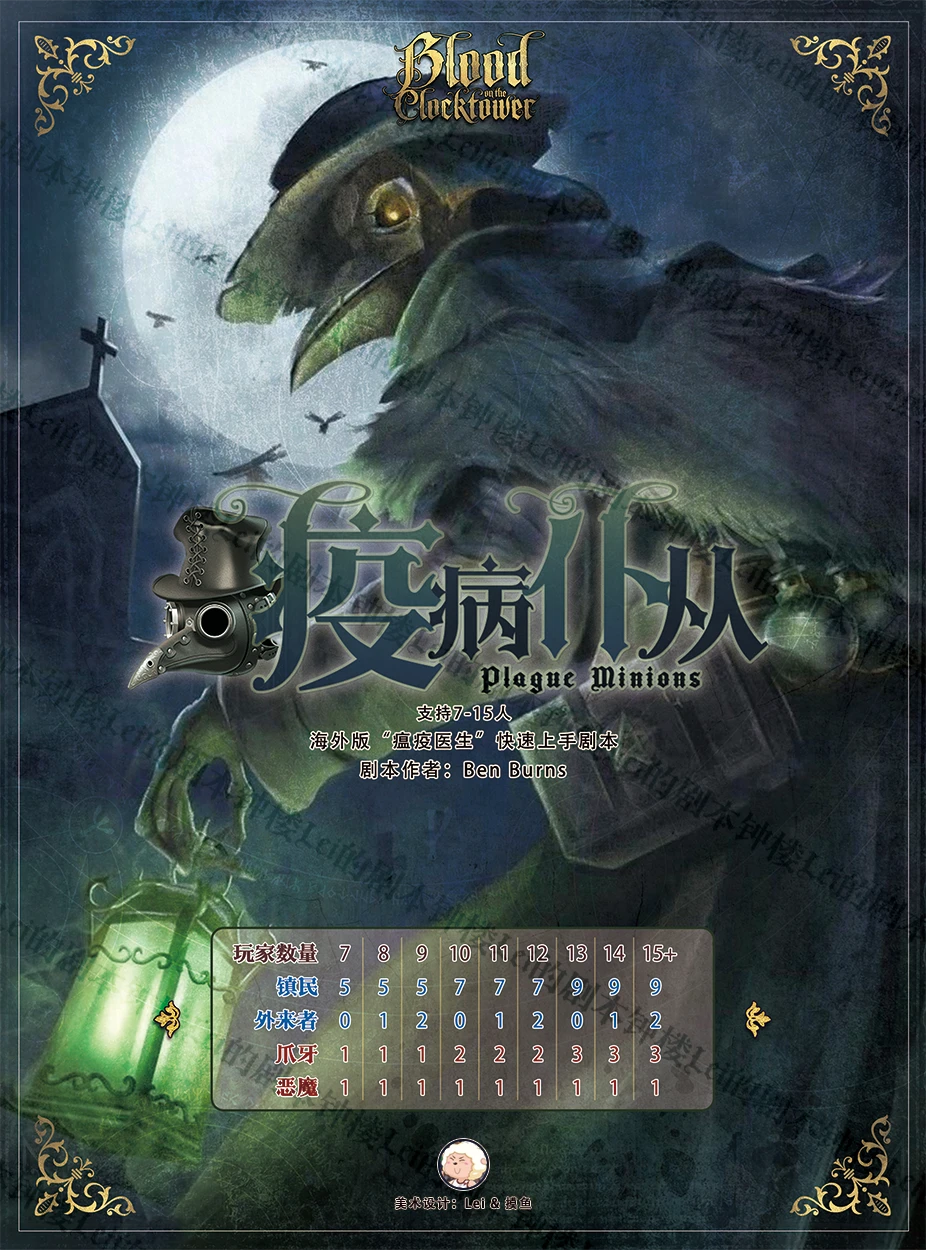 Blood
on the
Clocktower
疫病仆从
Plague Minions
支持7-15人
海外版“瘟疫医生”快速上手剧本
剧本作者：Ben Burns
玩家数量 7 8 9 10 11 12 13 14 15+
镇民 5 5 5 7 7 7 9 9 9
外来者 0 1 2 0 1 2 0 1 2
爪牙 1 1 1 2 2 2 3 3 3
恶魔 1 1 1 1 1 1 1 1 1
美术设计：Lei & 摸鱼